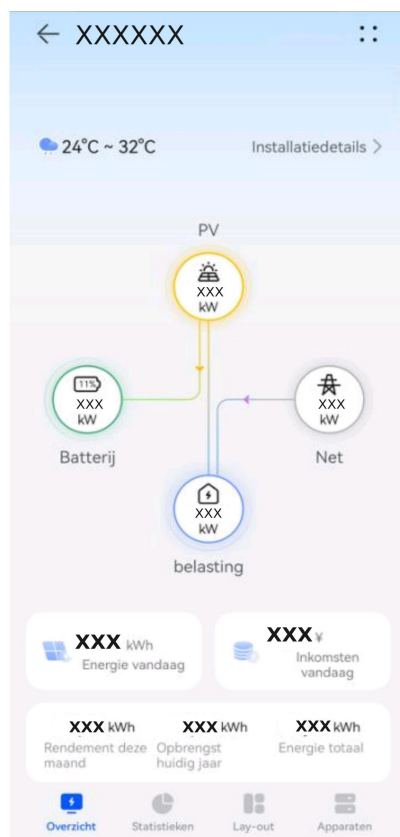 XXXXXX
24°C ~ 32°C
Installatiedetails
PV
XXX
kW
11%
XXX
kW
XXX
kW
Batterij
Net
XXX
kW
belasting
XXX kWh
Energie vandaag
XXX ¥
Inkomsten
vandaag
XXX kWh
Rendement deze
maand
XXX kWh
Opbrengst
huidig jaar
XXX kWh
Energie totaal
Overzicht
Statistieken
Lay-out
Apparaten